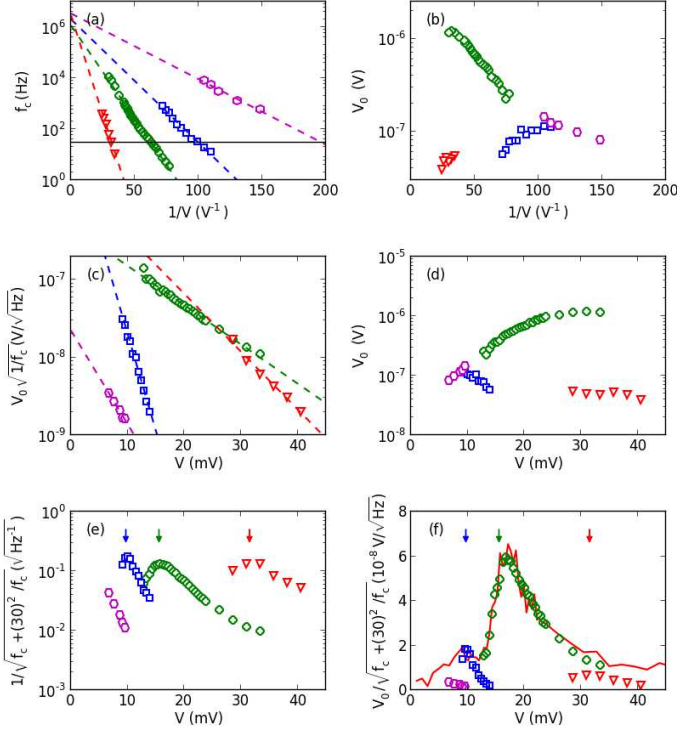 (a)
10^6
10^4
10^2
10^0
f_c (Hz)
0 50 100 150 200
1/V (V^-1)
(b)
10^-6
10^-7
V_0 (V)
0 50 100 150 200
1/V (V^-1)
(c)
10^-7
10^-8
10^-9
V_0 √1/f_c (V/√Hz)
0 10 20 30 40
V (mV)
(d)
10^-5
10^-6
10^-7
10^-8
V_0 (V)
0 10 20 30 40
V (mV)
(e)
10^0
10^-1
10^-2
10^-3
1/√f_c +(30)^2 /f_c (√Hz^-1)
0 10 20 30 40
V (mV)
(f)
8
6
4
2
0
V_0/√f_c +(30)^2 /f_c (10^-8 V/√Hz)
0 10 20 30 40
V (mV)